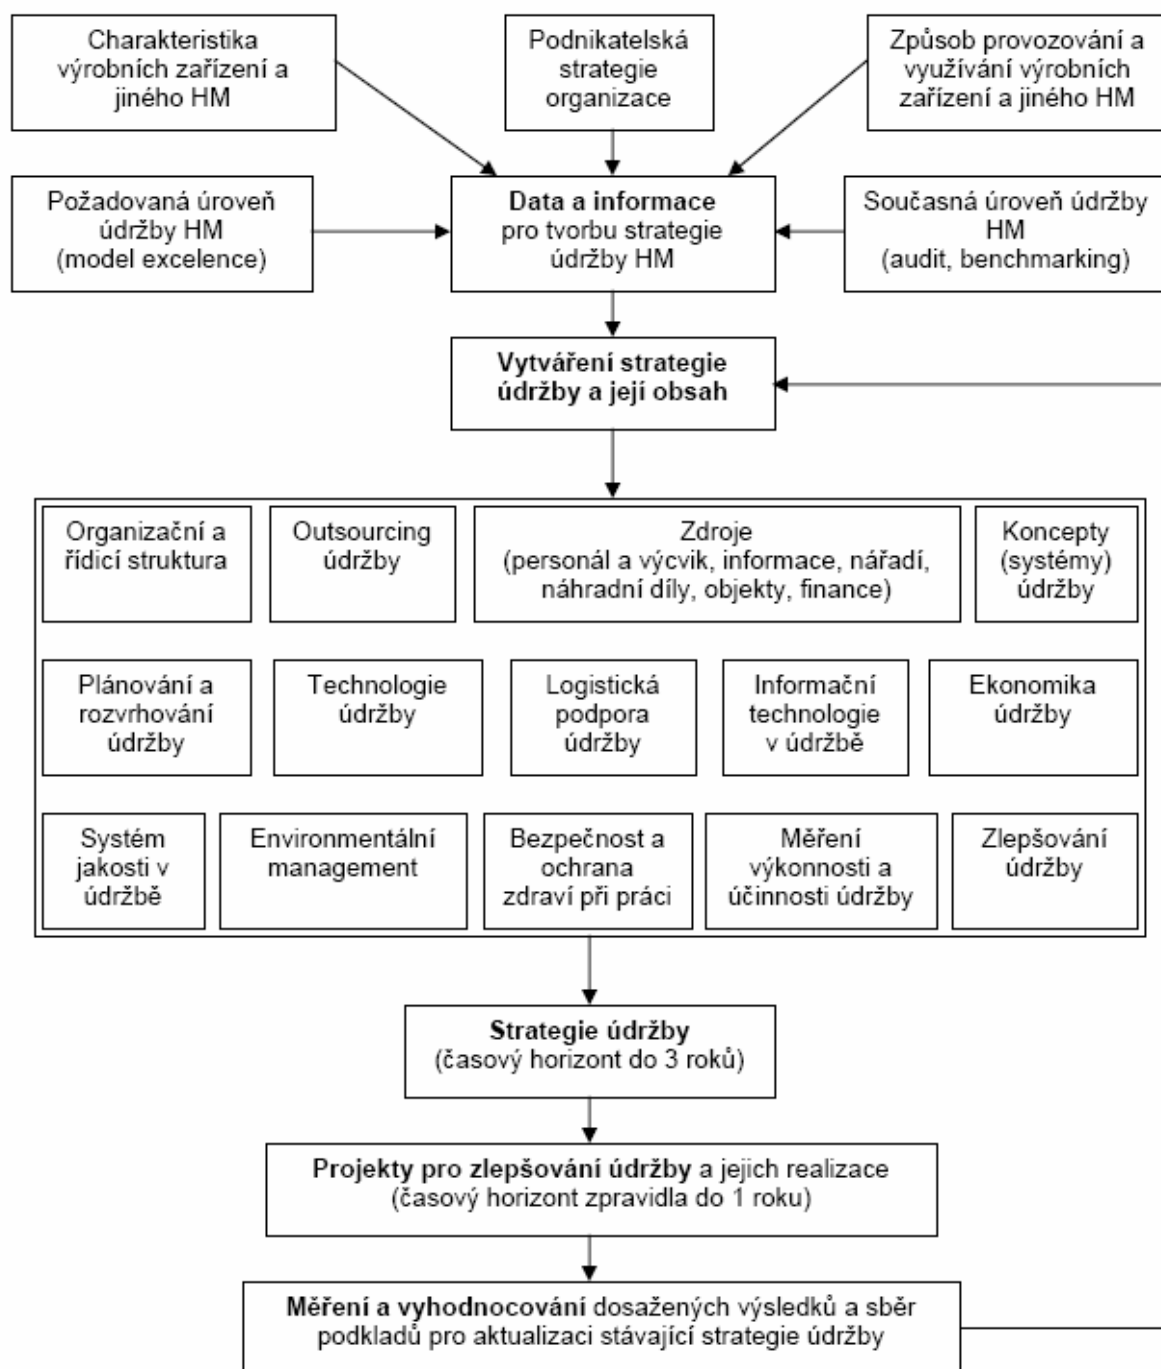 Charakteristika
výrobních zařízení a
jiného HM
Podnikatelská
strategie
organizace
Způsob provozování a
využívání výrobních
zařízení a jiného HM
Požadovaná úroveň
údržby HM
(model excelence)
Data a informace
pro tvorbu strategie
údržby HM
Současná úroveň údržby
HM
(audit, benchmarking)
Vytváření strategie
údržby a její obsah
Organizační a
řídicí struktura
Outsourcing
údržby
Zdroje
(personál a výcvik, informace, nářadí,
náhradní díly, objekty, finance)
Koncepty
(systémy)
údržby
Plánování a
rozvrhování
údržby
Technologie
údržby
Logistická
podpora
údržby
Informační
technologie
v údržbě
Ekonomika
údržby
Systém
jakosti v
údržbě
Environmentální
management
Bezpečnost a
ochrana
zdraví při práci
Měření
výkonnosti a
účinnosti údržby
Zlepšování
údržby
Strategie údržby
(časový horizont do 3 roků)
Projekty pro zlepšování údržby a jejich realizace
(časový horizont zpravidla do 1 roku)
Měření a vyhodnocování dosažených výsledků a sběr
podkladů pro aktualizaci stávající strategie údržby